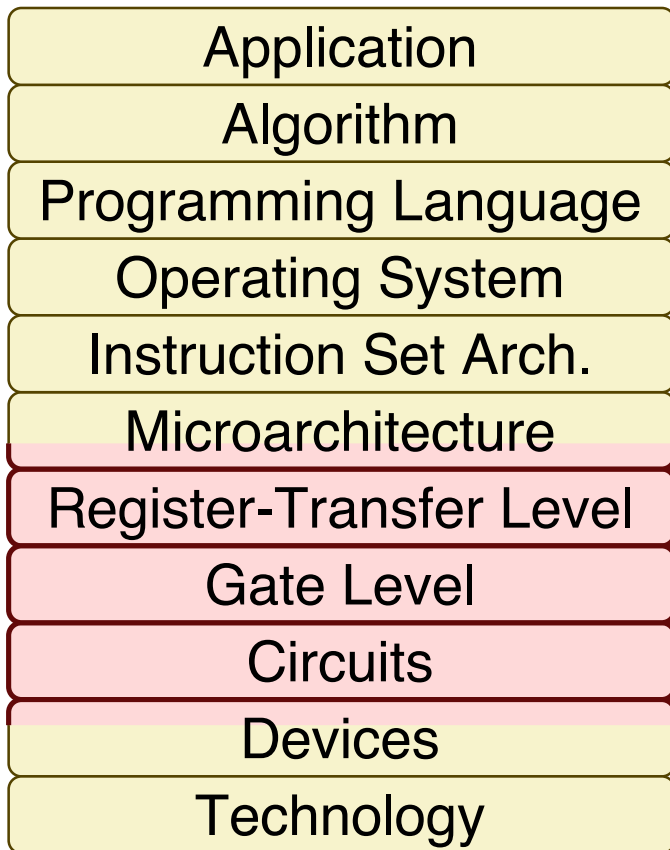 Application
Algorithm
Programming Language
Operating System
Instruction Set Arch.
Microarchitecture
Register-Transfer Level
Gate Level
Circuits
Devices
Technology